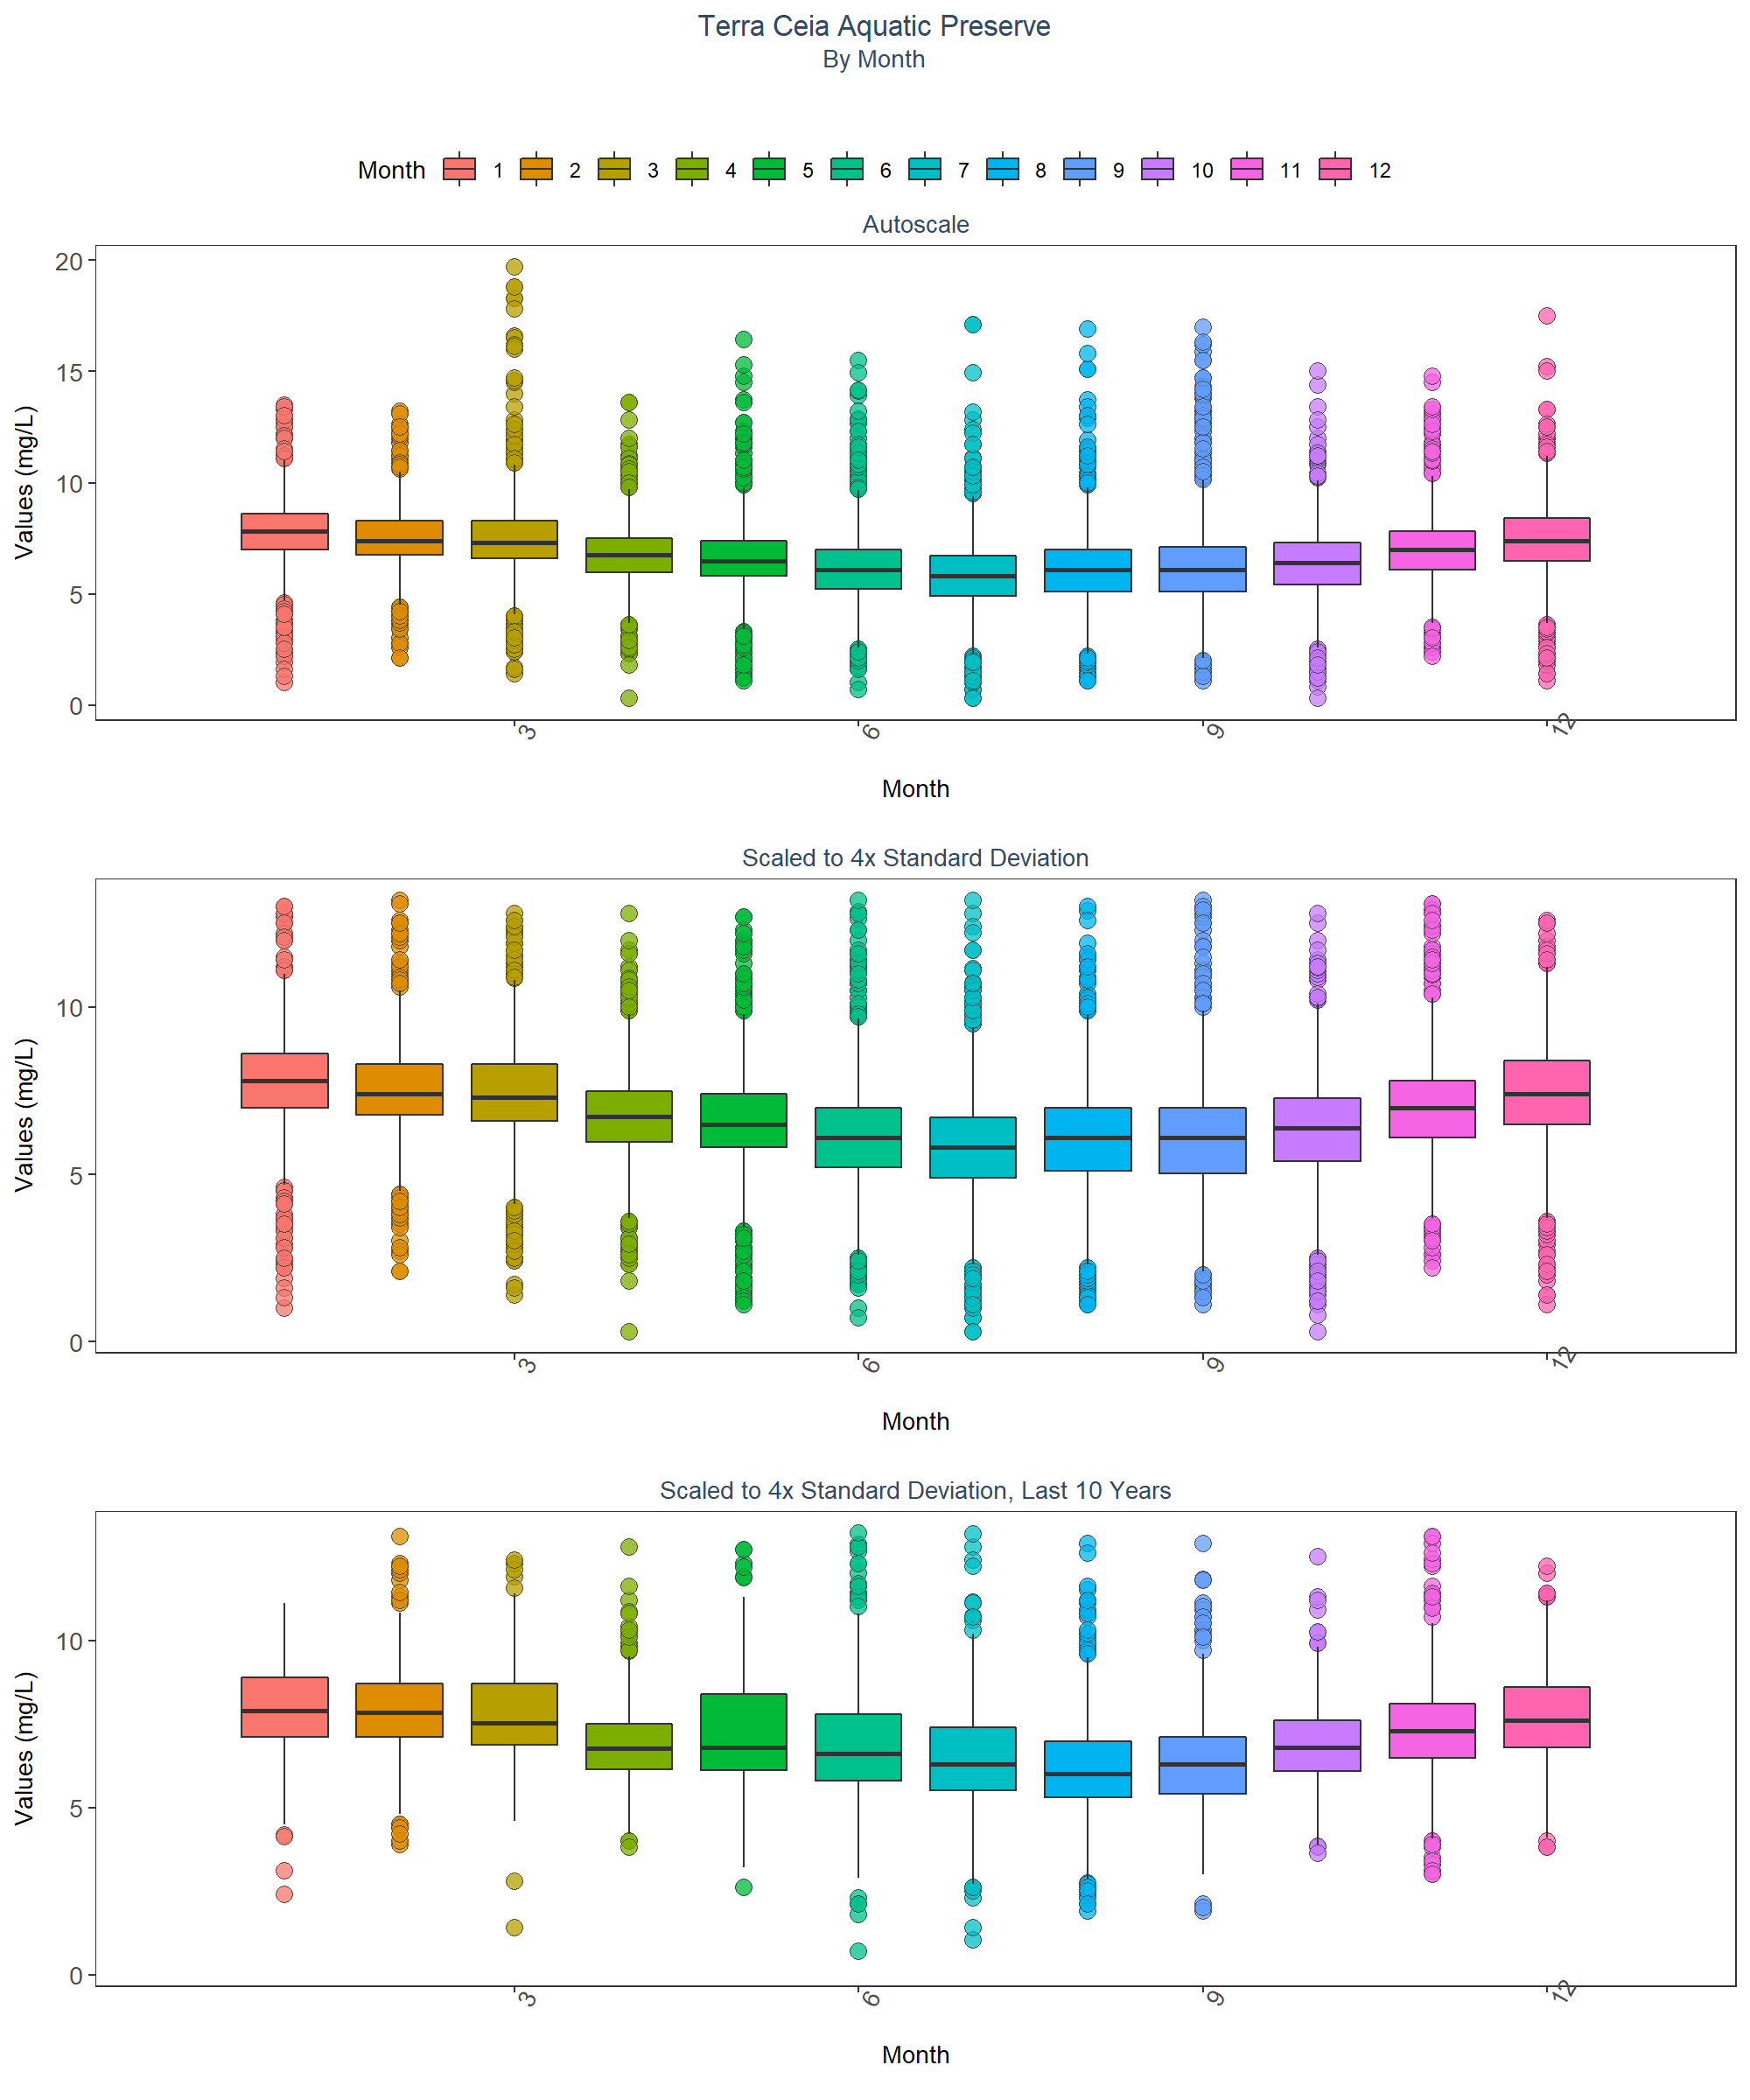 Terra Ceia Aquatic Preserve
By Month
Month 1 2 3 4 5 6 7 8 9 10 11 12
Autoscale
Values (mg/L)
20
15
10
5
0
3 6 9 12
Month
Scaled to 4x Standard Deviation
Values (mg/L)
10
5
0
3 6 9 12
Month
Scaled to 4x Standard Deviation, Last 10 Years
Values (mg/L)
10
5
0
3 6 9 12
Month